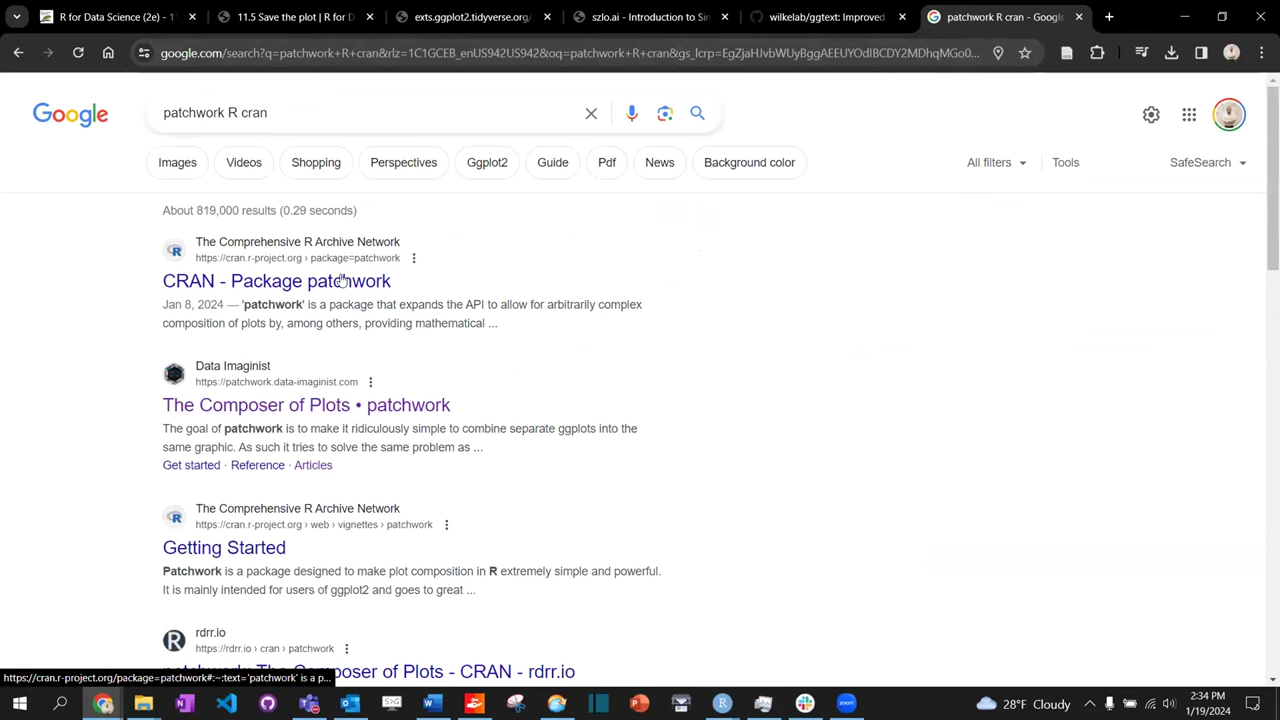 R for Data Science (2e) - 1
11.5 Save the plot | R for D
exts.ggplot2.tidyverse.org/
szlo.ai - Introduction to Sin
wilkelab/ggtext: Improved
patchwork R cran - Google
google.com/search?q=patchwork+R+cran&rlz=1C1GCEB_enUS942US942&oq=patchwork+R+cran&gs_lcrp=EgZjaHJvbWUyBggAEEUYOdIBCDY2MDhqMGo0...
Google
patchwork R cran
Images
Videos
Shopping
Perspectives
Ggplot2
Guide
Pdf
News
Background color
All filters
Tools
SafeSearch
About 819,000 results (0.29 seconds)
The Comprehensive R Archive Network
https://cran.r-project.org › package=patchwork
CRAN - Package patchwork
Jan 8, 2024 — 'patchwork' is a package that expands the API to allow for arbitrarily complex
composition of plots by, among others, providing mathematical ...
Data Imaginist
https://patchwork.data-imaginist.com
The Composer of Plots • patchwork
The goal of patchwork is to make it ridiculously simple to combine separate ggplots into the
same graphic. As such it tries to solve the same problem as ...
Get started · Reference · Articles
The Comprehensive R Archive Network
https://cran.r-project.org › web › vignettes › patchwork
Getting Started
Patchwork is a package designed to make plot composition in R extremely simple and powerful.
It is mainly intended for users of ggplot2 and goes to great ...
rdrr.io
https://rdrr.io › cran › patchwork
patchwork: The Composer of Plots - CRAN - rdrr.io
https://cran.r-project.org/package=patchwork#:~:text='patchwork' is a p...
28°F Cloudy
2:34 PM
1/19/2024